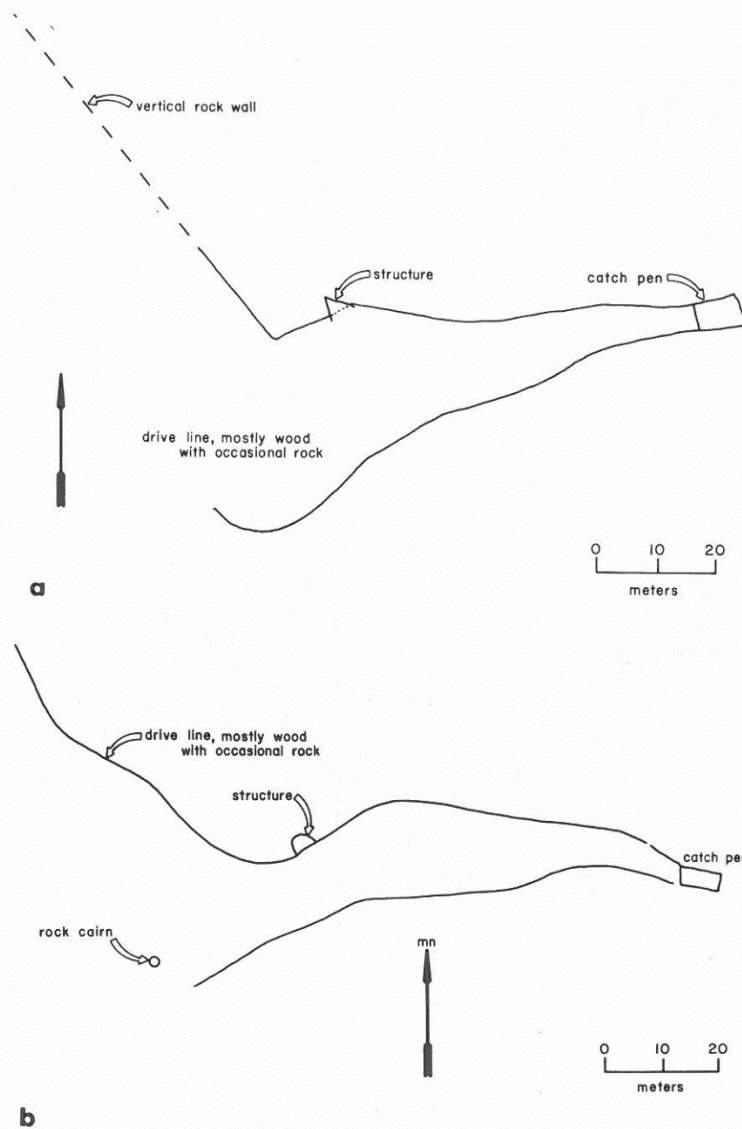 vertical rock wall
structure
catch pen
drive line, mostly wood
with occasional rock
0 10 20
meters
a
drive line, mostly wood
with occasional rock
structure
catch pen
rock cairn
mn
0 10 20
meters
b